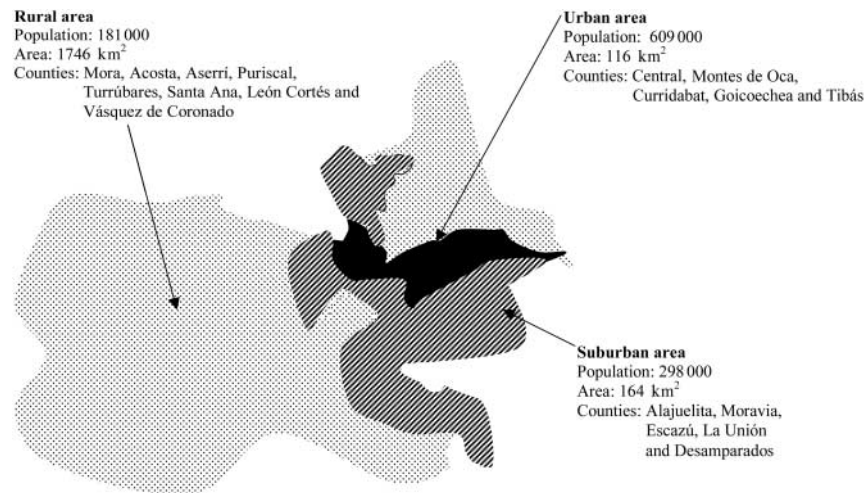 Rural area
Population: 181 000
Area: 1746 km²
Counties: Mora, Acosta, Aserrí, Puriscal,
Turrúbares, Santa Ana, León Cortés and
Vásquez de Coronado
Urban area
Population: 609 000
Area: 116 km²
Counties: Central, Montes de Oca,
Curridabat, Goicoechea and Tibás
Suburban area
Population: 298 000
Area: 164 km²
Counties: Alajuelita, Moravia,
Escazú, La Unión
and Desamparados